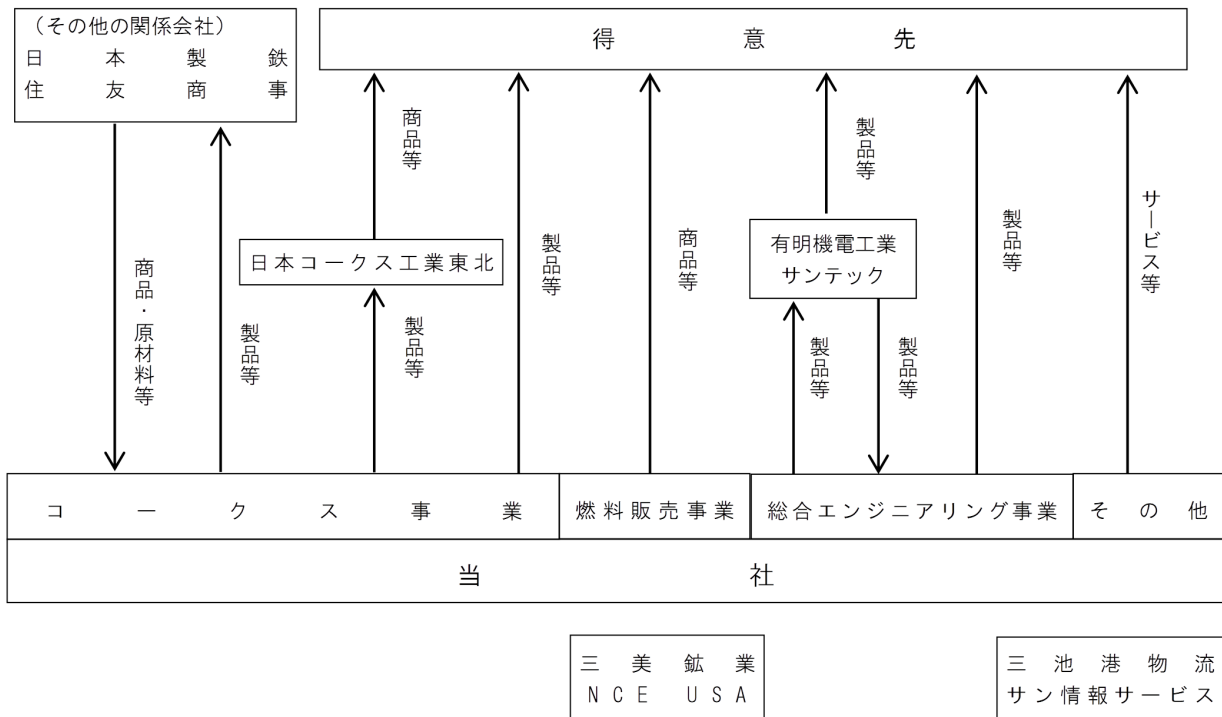 （その他の関係会社）
日本製鉄
住友商事
得意先
商品等
製品等
サービス等
製品等
商品等
製品等
日本コークス工業東北
有明機電工業
サンテック
商品・原材料等
製品等
製品等
製品等
製品等
コークス事業
燃料販売事業
総合エンジニアリング事業
その他
当社
三美鉱業
NCE USA
三池港物流
サン情報サービス